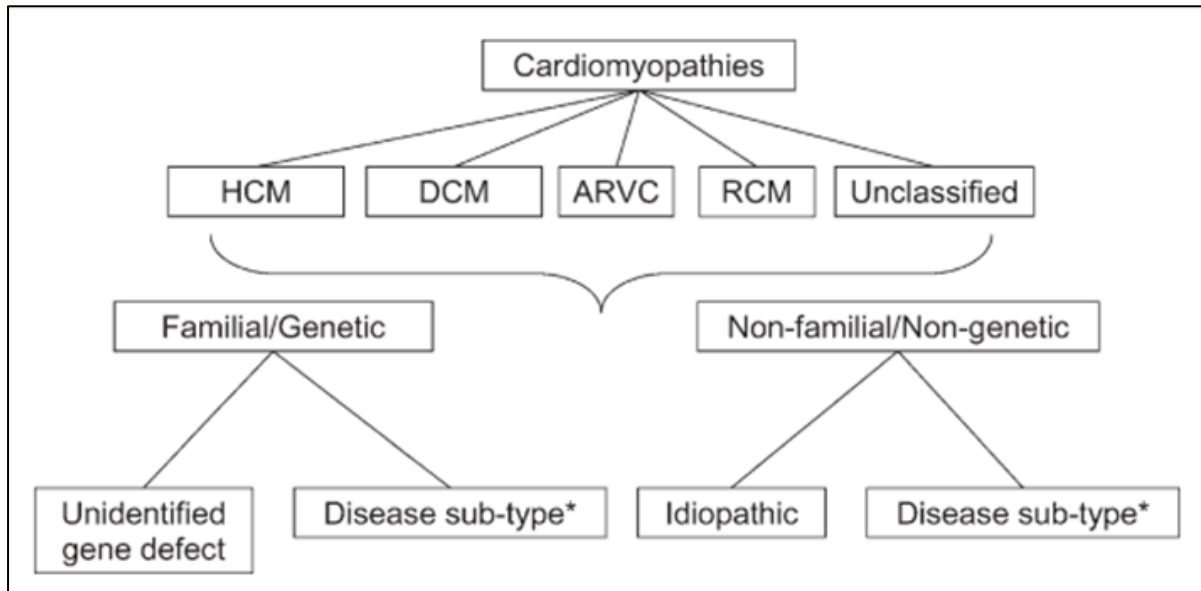 Cardiomyopathies
HCM
DCM
ARVC
RCM
Unclassified
Familial/Genetic
Non-familial/Non-genetic
Unidentified
gene defect
Disease sub-type*
Idiopathic
Disease sub-type*